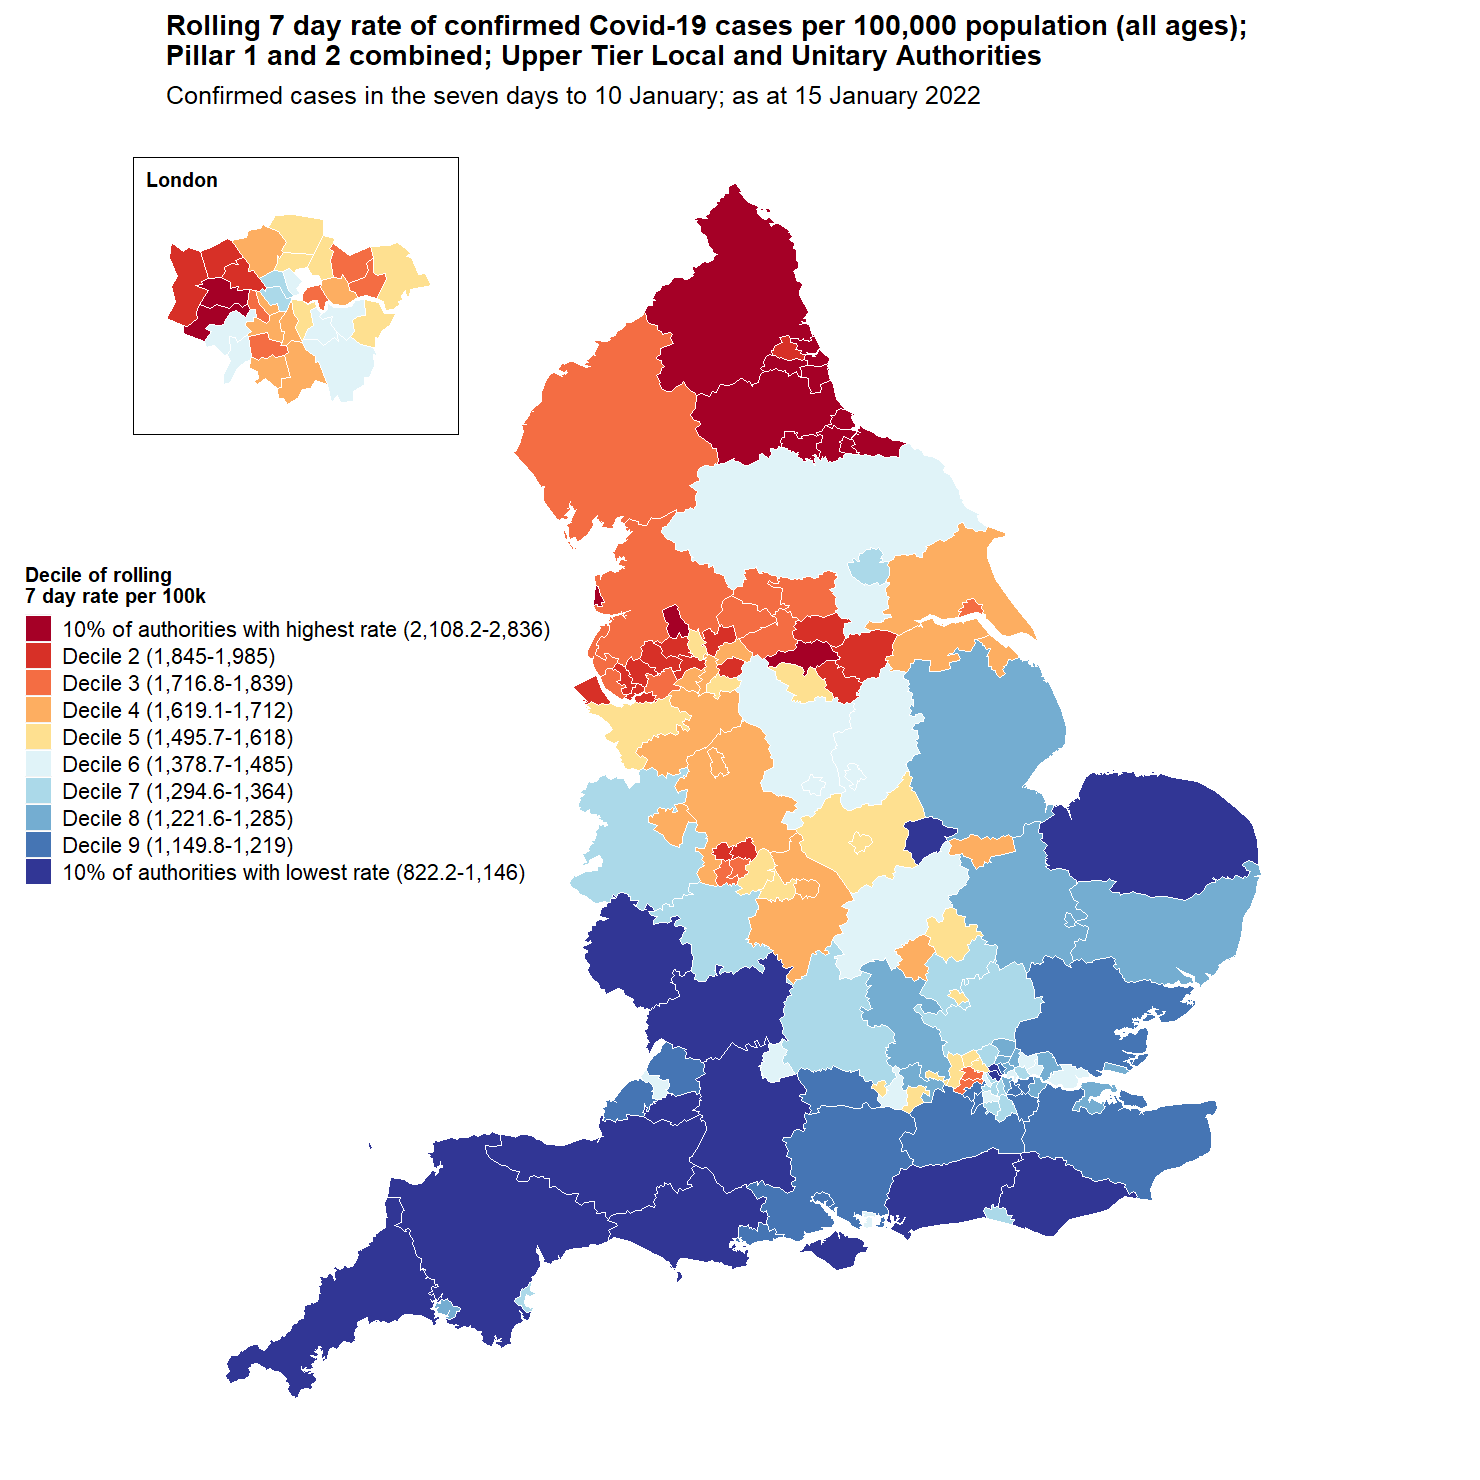 Rolling 7 day rate of confirmed Covid-19 cases per 100,000 population (all ages);
Pillar 1 and 2 combined; Upper Tier Local and Unitary Authorities
Confirmed cases in the seven days to 10 January; as at 15 January 2022
London
Decile of rolling
7 day rate per 100k
10% of authorities with highest rate (2,108.2-2,836)
Decile 2 (1,845-1,985)
Decile 3 (1,716.8-1,839)
Decile 4 (1,619.1-1,712)
Decile 5 (1,495.7-1,618)
Decile 6 (1,378.7-1,485)
Decile 7 (1,294.6-1,364)
Decile 8 (1,221.6-1,285)
Decile 9 (1,149.8-1,219)
10% of authorities with lowest rate (822.2-1,146)